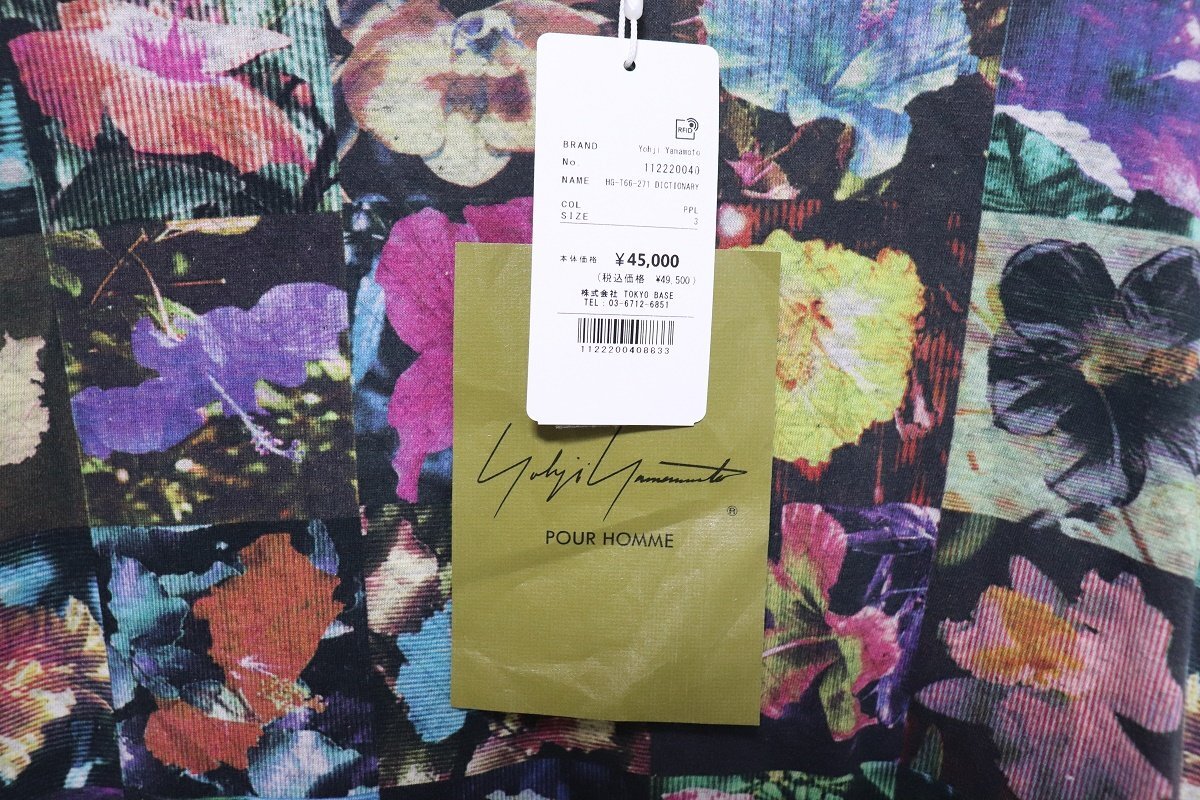 RFID
BRAND Yohji Yamamoto
No. 112220040
NAME HG-T66-271 DICTIONARY
COL PPL
SIZE 3
本体価格 ¥45,000
(税込価格 ¥49,500)
株式会社 TOKYO BASE
TEL:03-6712-6851
1122200408633
Yohji Yamamoto
®
POUR HOMME